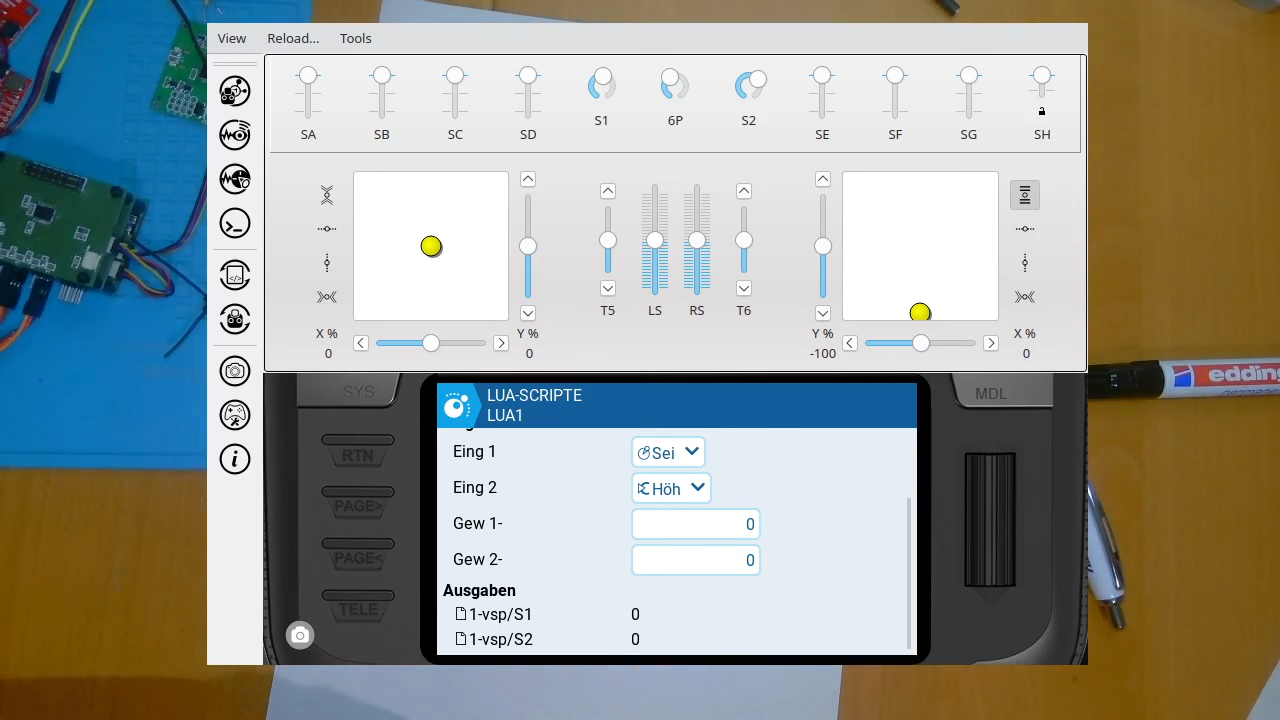 View Reload... Tools
SA SB SC SD S1 6P S2 SE SF SG SH
T5 LS RS T6
X % Y % Y % X %
0 0 -100 0
SYS MDL
LUA-SCRIPTE
LUA1
RTN
Eing 1 Sei
Eing 2 Höh
PAGE>
Gew 1- 0
PAGE<
Gew 2- 0
Ausgaben
TELE
1-vsp/S1 0
1-vsp/S2 0
edding